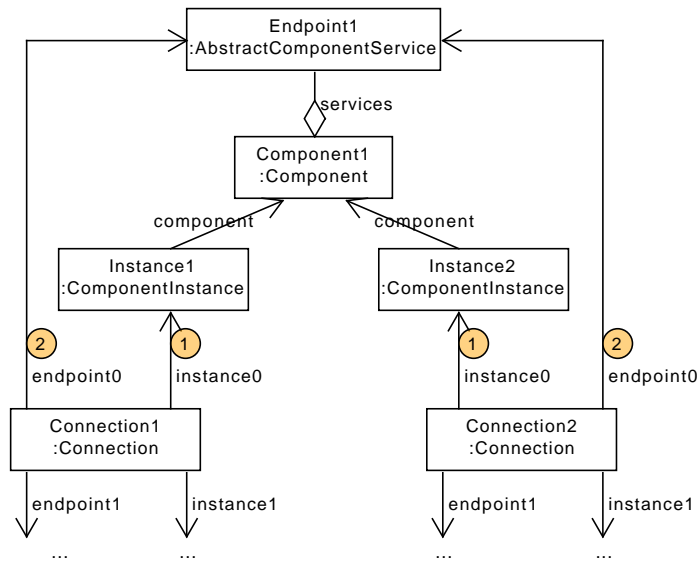 Endpoint1
:AbstractComponentService
services
Component1
:Component
component
component
Instance1
:ComponentInstance
Instance2
:ComponentInstance
2
1
1
2
endpoint0
instance0
instance0
endpoint0
Connection1
:Connection
Connection2
:Connection
endpoint1
instance1
endpoint1
instance1
...
...
...
...